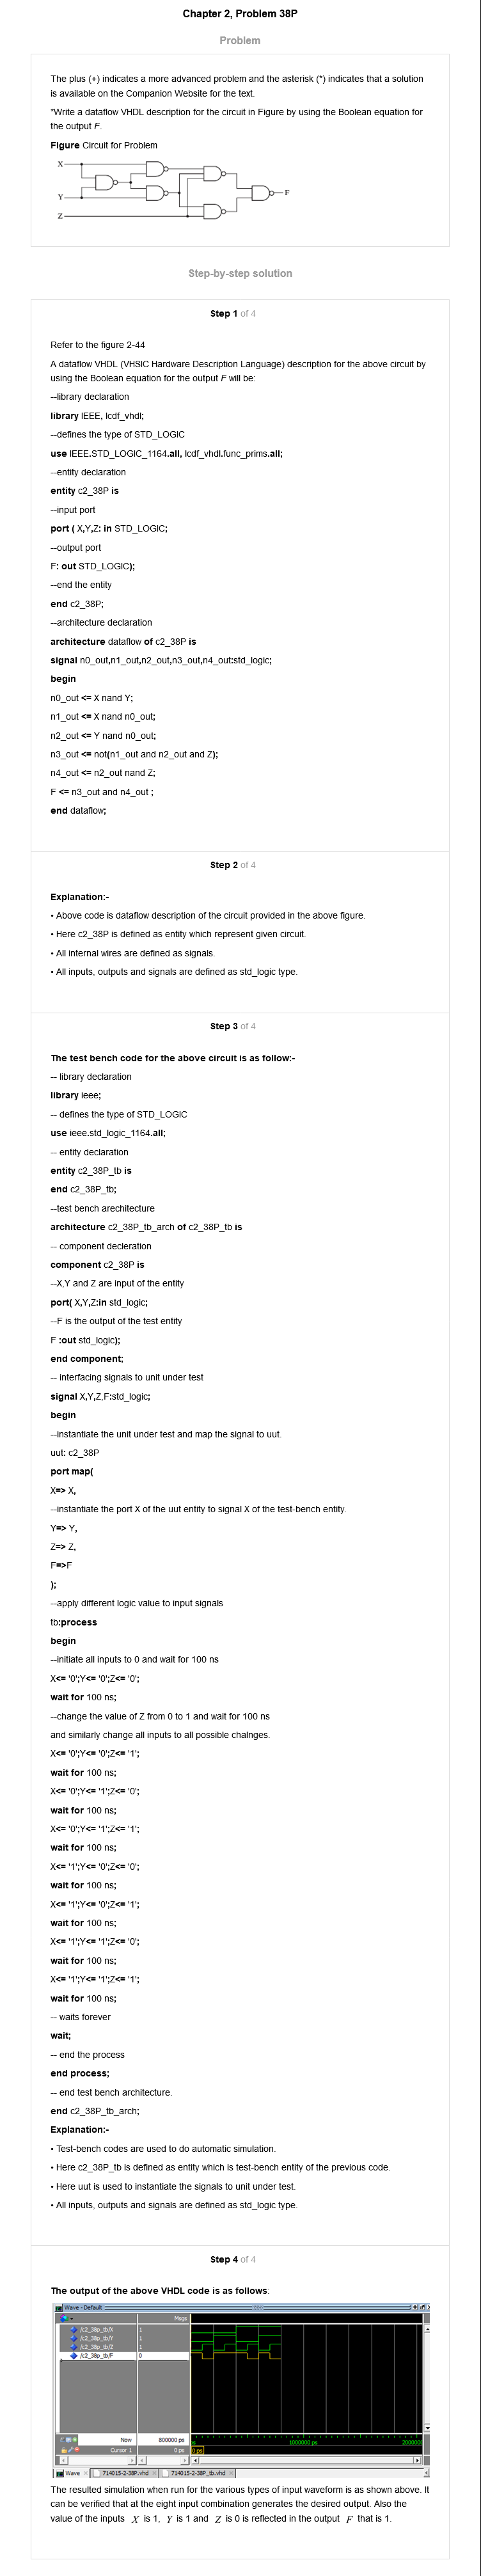 Chapter 2, Problem 38P
Problem
The plus (+) indicates a more advanced problem and the asterisk (*) indicates that a solution
is available on the Companion Website for the text.
*Write a dataflow VHDL description for the circuit in Figure by using the Boolean equation for
the output F.
Figure Circuit for Problem
X
Y
Z
F
Step-by-step solution
Step 1 of 4
Refer to the figure 2-44
A dataflow VHDL (VHSIC Hardware Description Language) description for the above circuit by
using the Boolean equation for the output F will be:
--library declaration
library IEEE, lcdf_vhdl;
--defines the type of STD_LOGIC
use IEEE.STD_LOGIC_1164.all, lcdf_vhdl.func_prims.all;
--entity declaration
entity c2_38P is
--input port
port ( X,Y,Z: in STD_LOGIC;
--output port
F: out STD_LOGIC);
--end the entity
end c2_38P;
--architecture declaration
architecture dataflow of c2_38P is
signal n0_out,n1_out,n2_out,n3_out,n4_out:std_logic;
begin
n0_out <= X nand Y;
n1_out <= X nand n0_out;
n2_out <= Y nand n0_out;
n3_out <= not(n1_out and n2_out and Z);
n4_out <= n2_out nand Z;
F <= n3_out and n4_out ;
end dataflow;
Step 2 of 4
Explanation:-
• Above code is dataflow description of the circuit provided in the above figure.
• Here c2_38P is defined as entity which represent given circuit.
• All internal wires are defined as signals.
• All inputs, outputs and signals are defined as std_logic type.
Step 3 of 4
The test bench code for the above circuit is as follow:-
-- library declaration
library ieee;
-- defines the type of STD_LOGIC
use ieee.std_logic_1164.all;
-- entity declaration
entity c2_38P_tb is
end c2_38P_tb;
--test bench arechitecture
architecture c2_38P_tb_arch of c2_38P_tb is
-- component decleration
component c2_38P is
--X,Y and Z are input of the entity
port( X,Y,Z:in std_logic;
--F is the output of the test entity
F :out std_logic);
end component;
-- interfacing signals to unit under test
signal X,Y,Z,F:std_logic;
begin
--instantiate the unit under test and map the signal to uut.
uut: c2_38P
port map(
X=> X,
--instantiate the port X of the uut entity to signal X of the test-bench entity.
Y=> Y,
Z=> Z,
F=>F
);
--apply different logic value to input signals
tb:process
begin
--initiate all inputs to 0 and wait for 100 ns
X<= '0';Y<= '0';Z<= '0';
wait for 100 ns;
--change the value of Z from 0 to 1 and wait for 100 ns
and similarly change all inputs to all possible chalnges.
X<= '0';Y<= '0';Z<= '1';
wait for 100 ns;
X<= '0';Y<= '1';Z<= '0';
wait for 100 ns;
X<= '0';Y<= '1';Z<= '1';
wait for 100 ns;
X<= '1';Y<= '0';Z<= '0';
wait for 100 ns;
X<= '1';Y<= '0';Z<= '1';
wait for 100 ns;
X<= '1';Y<= '1';Z<= '0';
wait for 100 ns;
X<= '1';Y<= '1';Z<= '1';
wait for 100 ns;
-- waits forever
wait;
-- end the process
end process;
-- end test bench architecture.
end c2_38P_tb_arch;
Explanation:-
• Test-bench codes are used to do automatic simulation.
• Here c2_38P_tb is defined as entity which is test-bench entity of the previous code.
• Here uut is used to instantiate the signals to unit under test.
• All inputs, outputs and signals are defined as std_logic type.
Step 4 of 4
The output of the above VHDL code is as follows:
Wave - Default
Msgs
/c2_38p_tb/X 1
/c2_38p_tb/Y 1
/c2_38p_tb/Z 1
/c2_38p_tb/F 0
Now 800000 ps 1000000 ps
Cursor 1 0 ps 0 ps
Wave 714015-2-38P.vhd 714015-2-38P_tb.vhd
The resulted simulation when run for the various types of input waveform is as shown above. It
can be verified that at the eight input combination generates the desired output. Also the
value of the inputs X is 1, Y is 1 and Z is 0 is reflected in the output F that is 1.